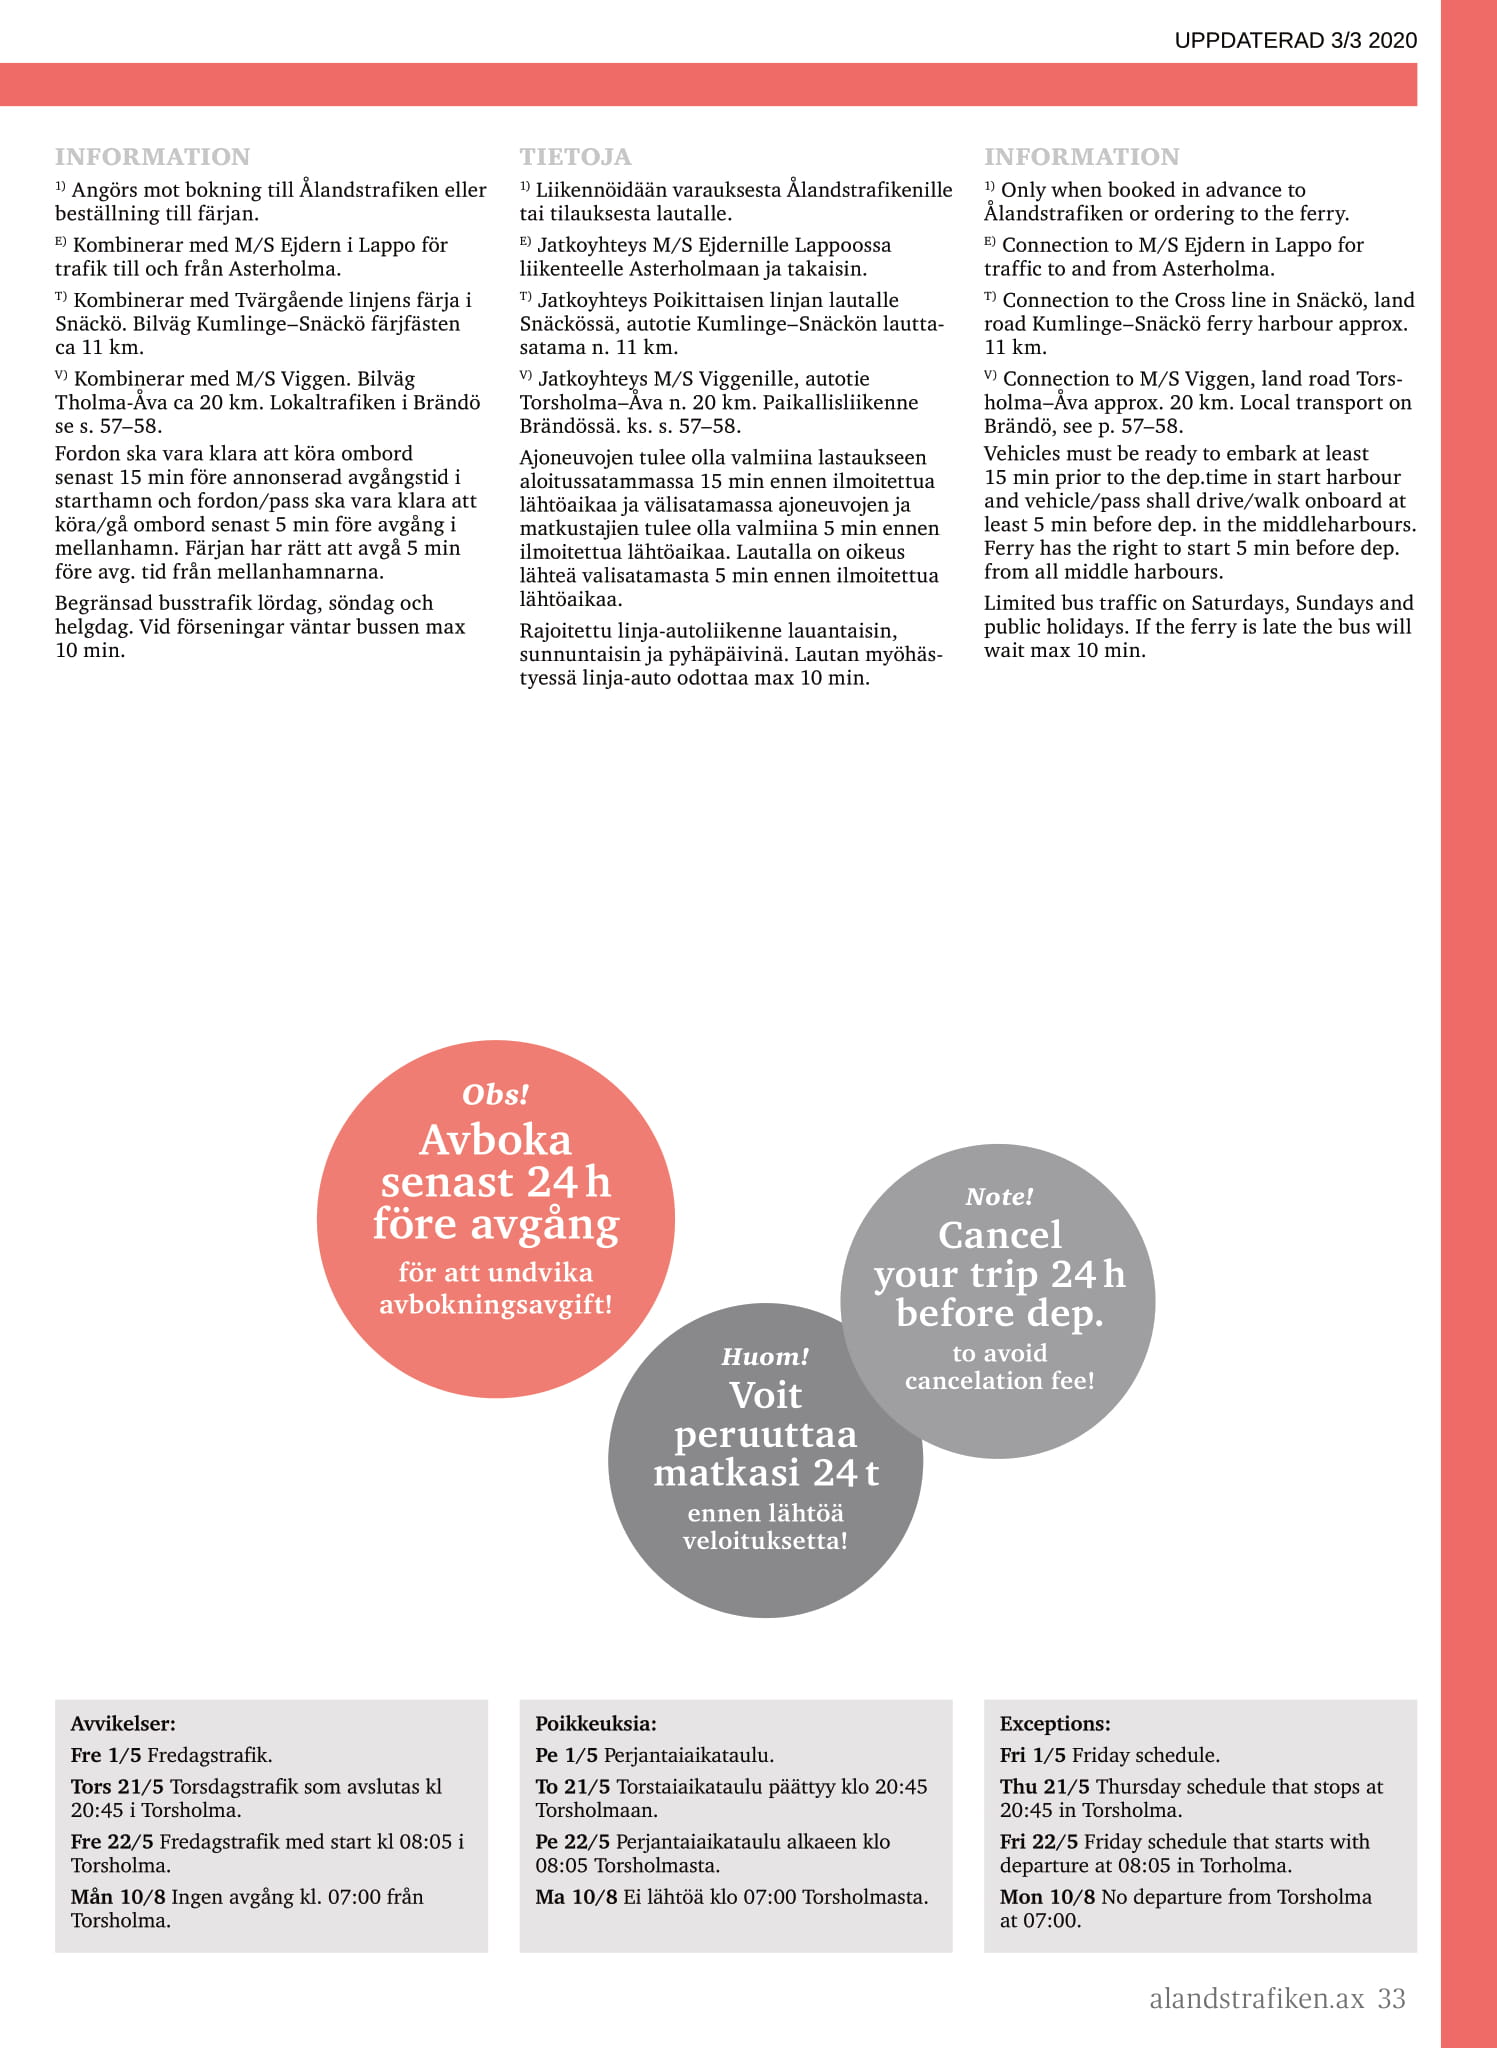 UPPDATERAD 3/3 2020
INFORMATION
1) Angörs mot bokning till Ålandstrafiken eller
beställning till färjan.
E) Kombinerar med M/S Ejdern i Lappo för
trafik till och från Asterholma.
T) Kombinerar med Tvärgående linjens färja i
Snäckö. Bilväg Kumlinge–Snäckö färjfästen
ca 11 km.
V) Kombinerar med M/S Viggen. Bilväg
Tholma-Åva ca 20 km. Lokaltrafiken i Brändö
se s. 57–58.
Fordon ska vara klara att köra ombord
senast 15 min före annonserad avgångstid i
starthamn och fordon/pass ska vara klara att
köra/gå ombord senast 5 min före avgång i
mellanhamn. Färjan har rätt att avgå 5 min
före avg. tid från mellanhamnarna.
Begränsad busstrafik lördag, söndag och
helgdag. Vid förseningar väntar bussen max
10 min.
TIETOJA
1) Liikennöidään varauksesta Ålandstrafikenille
tai tilauksesta lautalle.
E) Jatkoyhteys M/S Ejdernille Lappoossa
liikenteelle Asterholmaan ja takaisin.
T) Jatkoyhteys Poikittaisen linjan lautalle
Snäckössä, autotie Kumlinge–Snäckön lautta-
satama n. 11 km.
V) Jatkoyhteys M/S Viggenille, autotie
Torsholma–Åva n. 20 km. Paikallisliikenne
Brändössä. ks. s. 57–58.
Ajoneuvojen tulee olla valmiina lastaukseen
aloitussatammassa 15 min ennen ilmoitettua
lähtöaikaa ja välisatamassa ajoneuvojen ja
matkustajien tulee olla valmiina 5 min ennen
ilmoitettua lähtöaikaa. Lautalla on oikeus
lähteä valisatamasta 5 min ennen ilmoitettua
lähtöaikaa.
Rajoitettu linja-autoliikenne lauantaisin,
sunnuntaisin ja pyhäpäivinä. Lautan myöhäs-
tyessä linja-auto odottaa max 10 min.
INFORMATION
1) Only when booked in advance to
Ålandstrafiken or ordering to the ferry.
E) Connection to M/S Ejdern in Lappo for
traffic to and from Asterholma.
T) Connection to the Cross line in Snäckö, land
road Kumlinge–Snäckö ferry harbour approx.
11 km.
V) Connection to M/S Viggen, land road Tors-
holma–Åva approx. 20 km. Local transport on
Brändö, see p. 57–58.
Vehicles must be ready to embark at least
15 min prior to the dep.time in start harbour
and vehicle/pass shall drive/walk onboard at
least 5 min before dep. in the middleharbours.
Ferry has the right to start 5 min before dep.
from all middle harbours.
Limited bus traffic on Saturdays, Sundays and
public holidays. If the ferry is late the bus will
wait max 10 min.
Obs!
Avboka
senast 24 h
före avgång
för att undvika
avbokningsavgift!
Note!
Cancel
your trip 24 h
before dep.
to avoid
cancelation fee!
Huom!
Voit
peruuttaa
matkasi 24 t
ennen lähtöä
veloituksetta!
Avvikelser:
Fre 1/5 Fredagstrafik.
Tors 21/5 Torsdagstrafik som avslutas kl
20:45 i Torsholma.
Fre 22/5 Fredagstrafik med start kl 08:05 i
Torsholma.
Mån 10/8 Ingen avgång kl. 07:00 från
Torsholma.
Poikkeuksia:
Pe 1/5 Perjantaiaikataulu.
To 21/5 Torstaiaikataulu päättyy klo 20:45
Torsholmaan.
Pe 22/5 Perjantaiaikataulu alkaeen klo
08:05 Torsholmasta.
Ma 10/8 Ei lähtöä klo 07:00 Torsholmasta.
Exceptions:
Fri 1/5 Friday schedule.
Thu 21/5 Thursday schedule that stops at
20:45 in Torsholma.
Fri 22/5 Friday schedule that starts with
departure at 08:05 in Torholma.
Mon 10/8 No departure from Torsholma
at 07:00.
alandstrafiken.ax 33